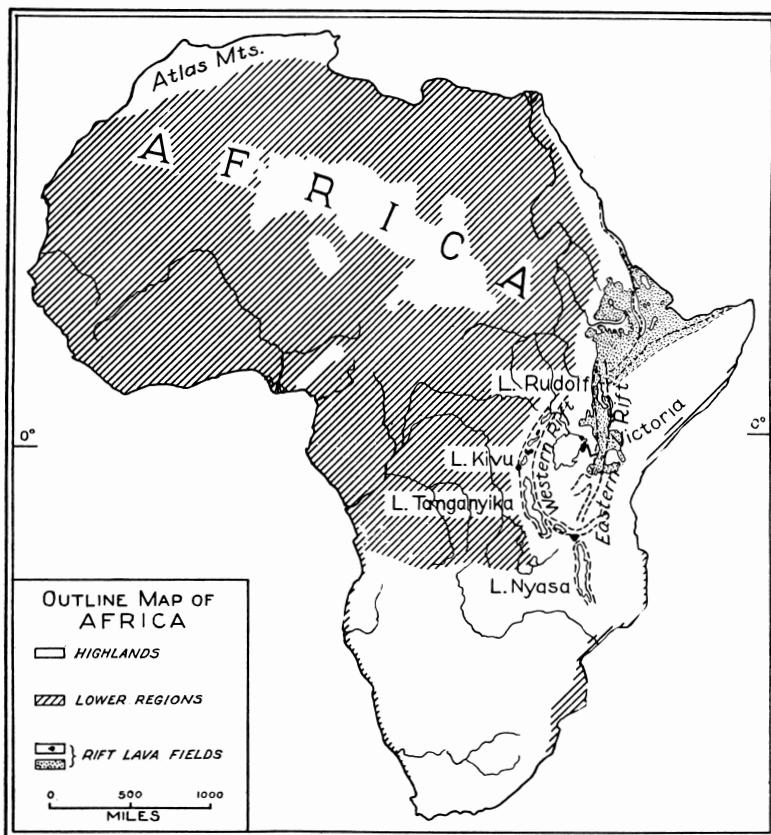 Atlas Mts.
AFRICA
L. Rudolf
Western Rift
Eastern Rift
Victoria
L. Kivu
L. Tanganyika
L. Nyasa
0°
0°
OUTLINE MAP OF
AFRICA
HIGHLANDS
LOWER REGIONS
RIFT LAVA FIELDS
0. 500 1000
MILES